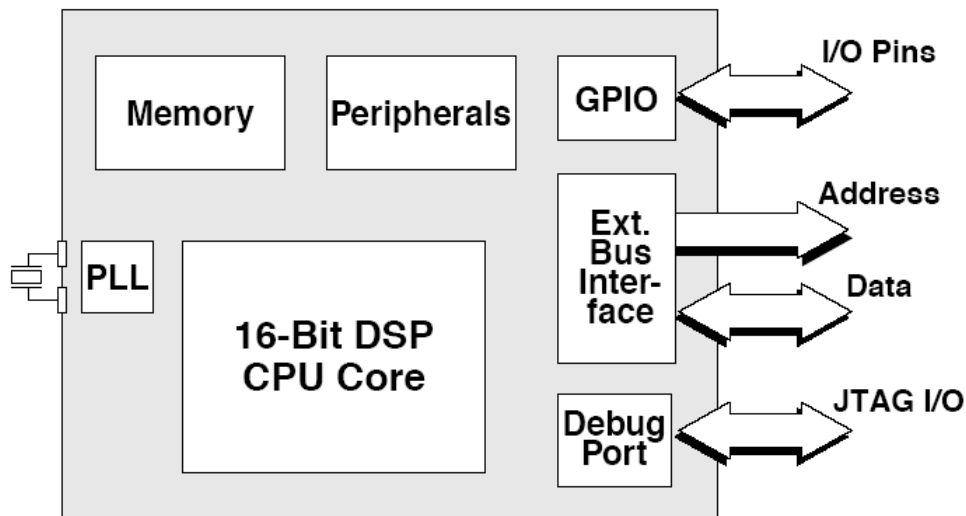 I/O Pins
Memory
Peripherals
GPIO
Address
Ext.
Bus
Inter-
face
PLL
Data
16-Bit DSP
CPU Core
JTAG I/O
Debug
Port